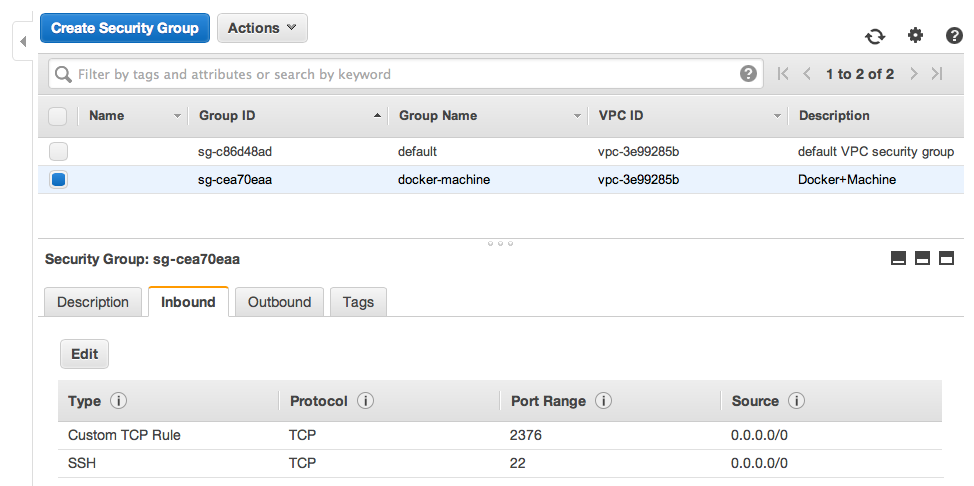 Create Security Group Actions
Filter by tags and attributes or search by keyword ? 1 to 2 of 2
Name Group ID Group Name VPC ID Description
sg-c86d48ad default vpc-3e99285b default VPC security group
sg-cea70eaa docker-machine vpc-3e99285b Docker+Machine
Security Group: sg-cea70eaa
Description Inbound Outbound Tags
Edit
Type i Protocol i Port Range i Source i
Custom TCP Rule TCP 2376 0.0.0.0/0
SSH TCP 22 0.0.0.0/0